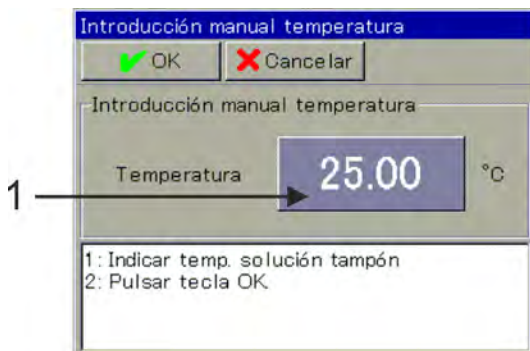 Introducción manual temperatura
OK Cancelar
Introducción manual temperatura
Temperatura 25.00 °C
1
1: Indicar temp. solución tampón
2: Pulsar tecla OK